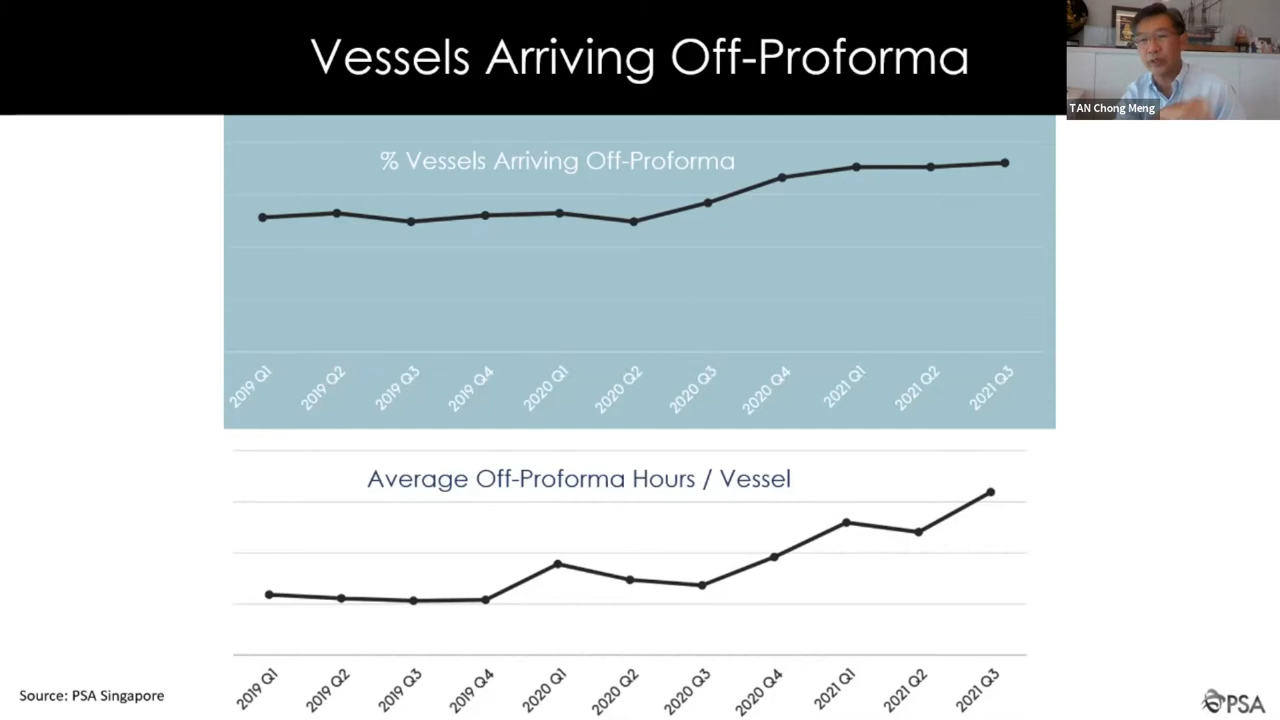 Vessels Arriving Off-Proforma
TAN Chong Meng
% Vessels Arriving Off-Proforma
2019 Q1
2019 Q2
2019 Q3
2019 Q4
2020 Q1
2020 Q2
2020 Q3
2020 Q4
2021 Q1
2021 Q2
2021 Q3
Average Off-Proforma Hours / Vessel
2019 Q1
2019 Q2
2019 Q3
2019 Q4
2020 Q1
2020 Q2
2020 Q3
2020 Q4
2021 Q1
2021 Q2
2021 Q3
Source: PSA Singapore
PSA